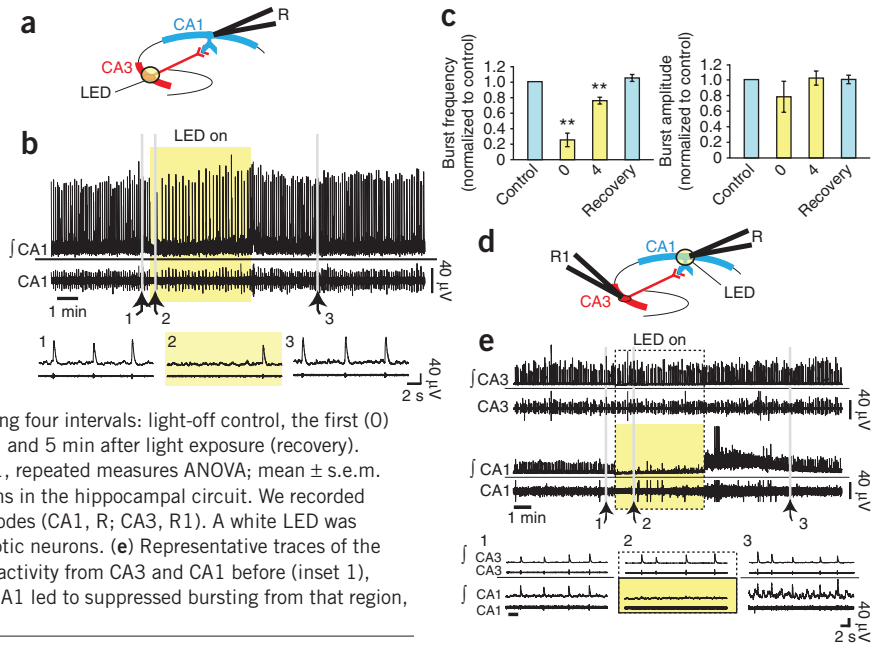 a
CA1
R
CA3
LED
b
LED on
∫ CA1
CA1
40 µV
1 min
1
2
3
1
2
3
40 µV
2 s
ng four intervals: light-off control, the first (0)
and 5 min after light exposure (recovery).
., repeated measures ANOVA; mean ± s.e.m.
ns in the hippocampal circuit. We recorded
odes (CA1, R; CA3, R1). A white LED was
otic neurons. (e) Representative traces of the
activity from CA3 and CA1 before (inset 1),
A1 led to suppressed bursting from that region,
c
Burst frequency
(normalized to control)
1.2
1.0
0.8
0.6
0.4
0.2
0
**
**
Control
0
4
Recovery
Burst amplitude
(normalized to control)
1.2
1.0
0.8
0.6
0.4
0.2
0
Control
0
4
Recovery
d
CA1
R
R1
CA3
LED
e
LED on
∫ CA3
CA3
40 µV
∫ CA1
CA1
40 µV
1 min
1
2
3
1
2
3
∫ CA3
CA3
∫ CA1
CA1
40 µV
2 s